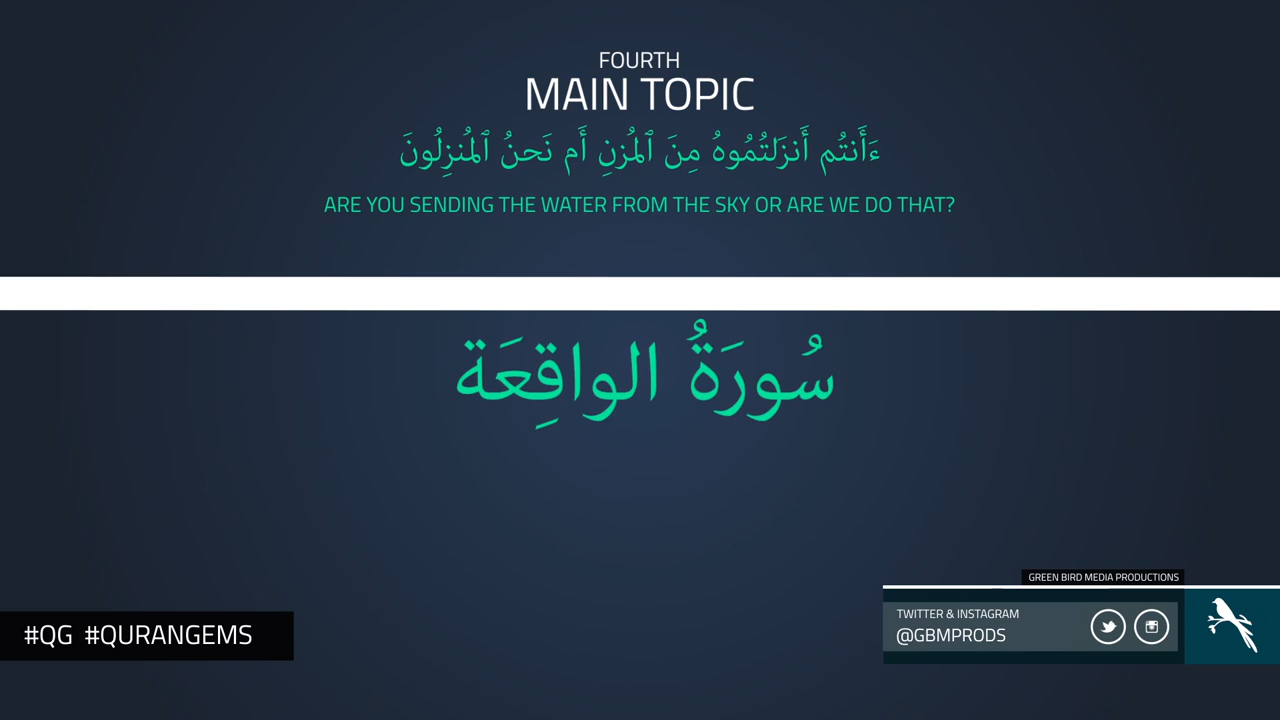 FOURTH
MAIN TOPIC
ءَأَنتُم أَنزَلتُمُوهُ مِنَ ٱلمُزنِ أَم نَحنُ ٱلمُنزِلُونَ
ARE YOU SENDING THE WATER FROM THE SKY OR ARE WE DO THAT?
سُورَةُ الواقِعَة
GREEN BIRD MEDIA PRODUCTIONS
TWITTER & INSTAGRAM
@GBMPRODS
#QG #QURANGEMS